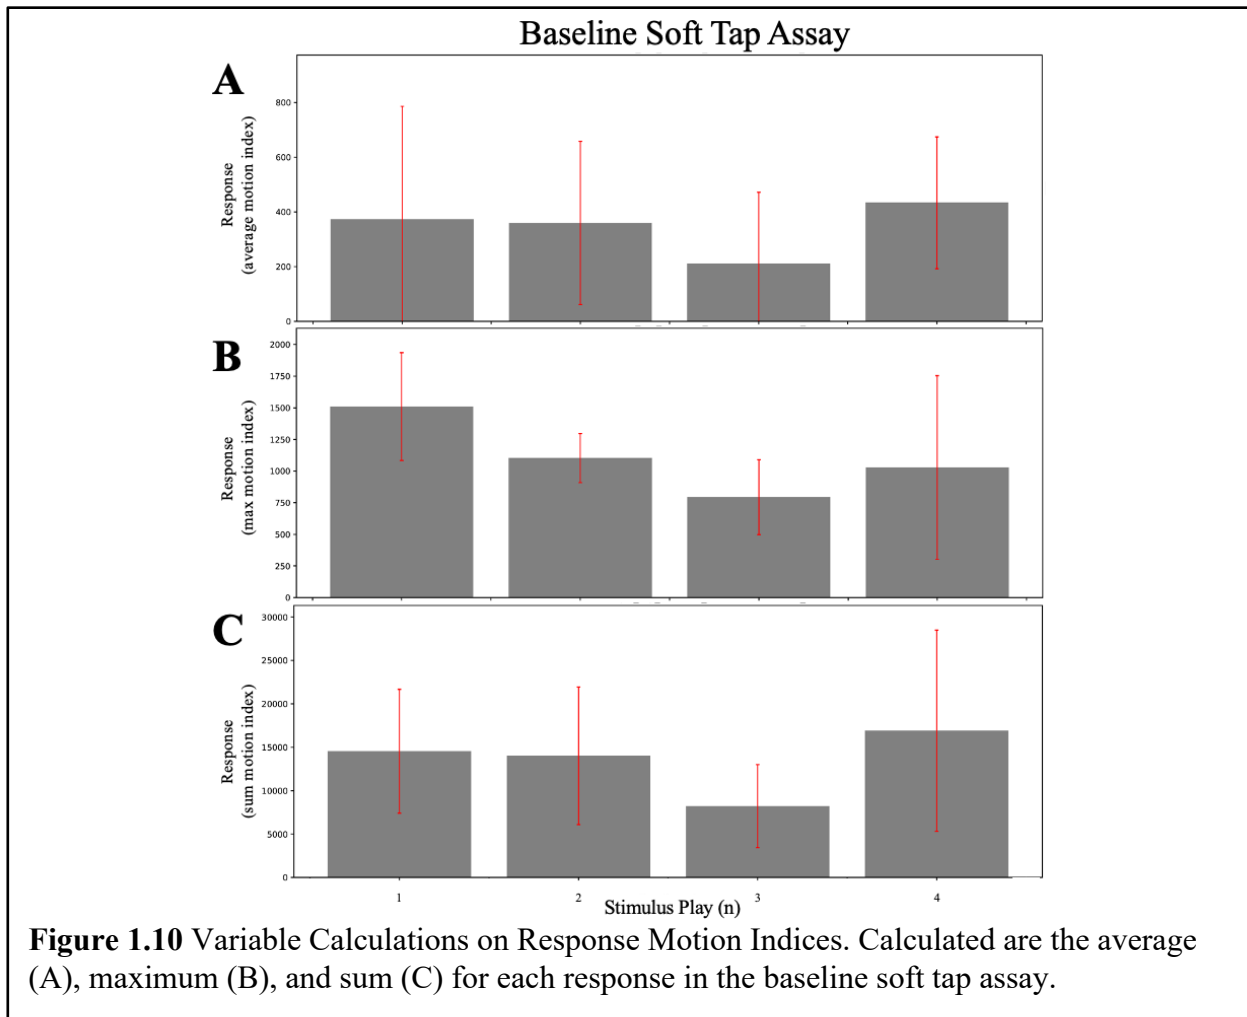 Baseline Soft Tap Assay
A
Response
(average motion index)
800
600
400
200
0
B
Response
(max motion index)
2000
1750
1500
1250
1000
750
500
250
0
C
Response
(sum motion index)
30000
25000
20000
15000
10000
5000
0
1
2
3
4
Stimulus Play (n)
Figure 1.10 Variable Calculations on Response Motion Indices. Calculated are the average
(A), maximum (B), and sum (C) for each response in the baseline soft tap assay.